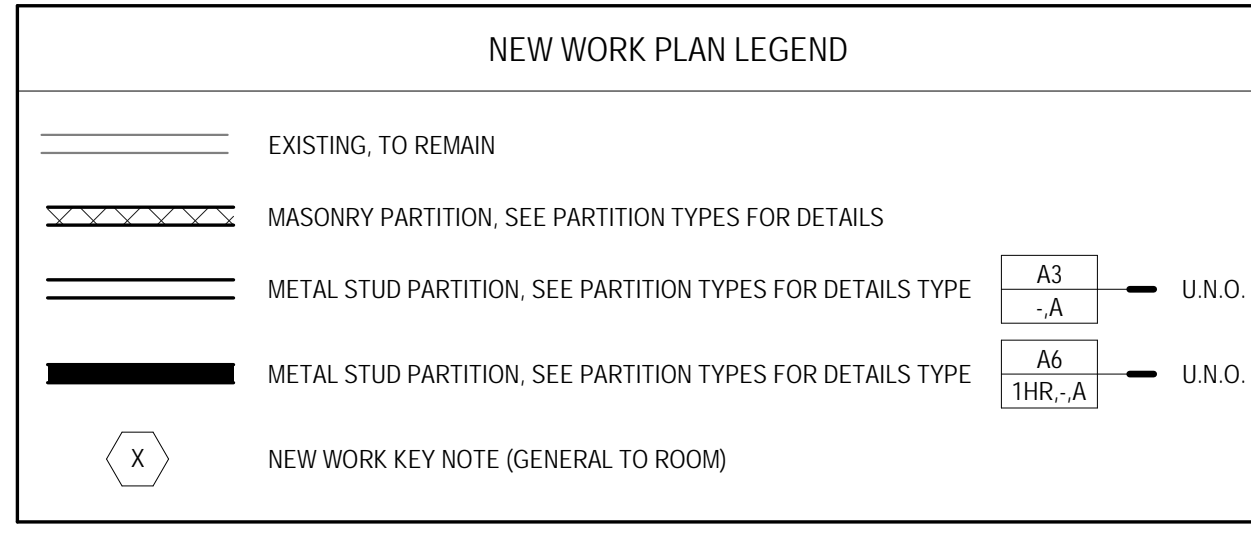 NEW WORK PLAN LEGEND
EXISTING, TO REMAIN
MASONRY PARTITION, SEE PARTITION TYPES FOR DETAILS
METAL STUD PARTITION, SEE PARTITION TYPES FOR DETAILS TYPE
A3
-,A
U.N.O.
METAL STUD PARTITION, SEE PARTITION TYPES FOR DETAILS TYPE
A6
1HR,-,A
U.N.O.
X
NEW WORK KEY NOTE (GENERAL TO ROOM)